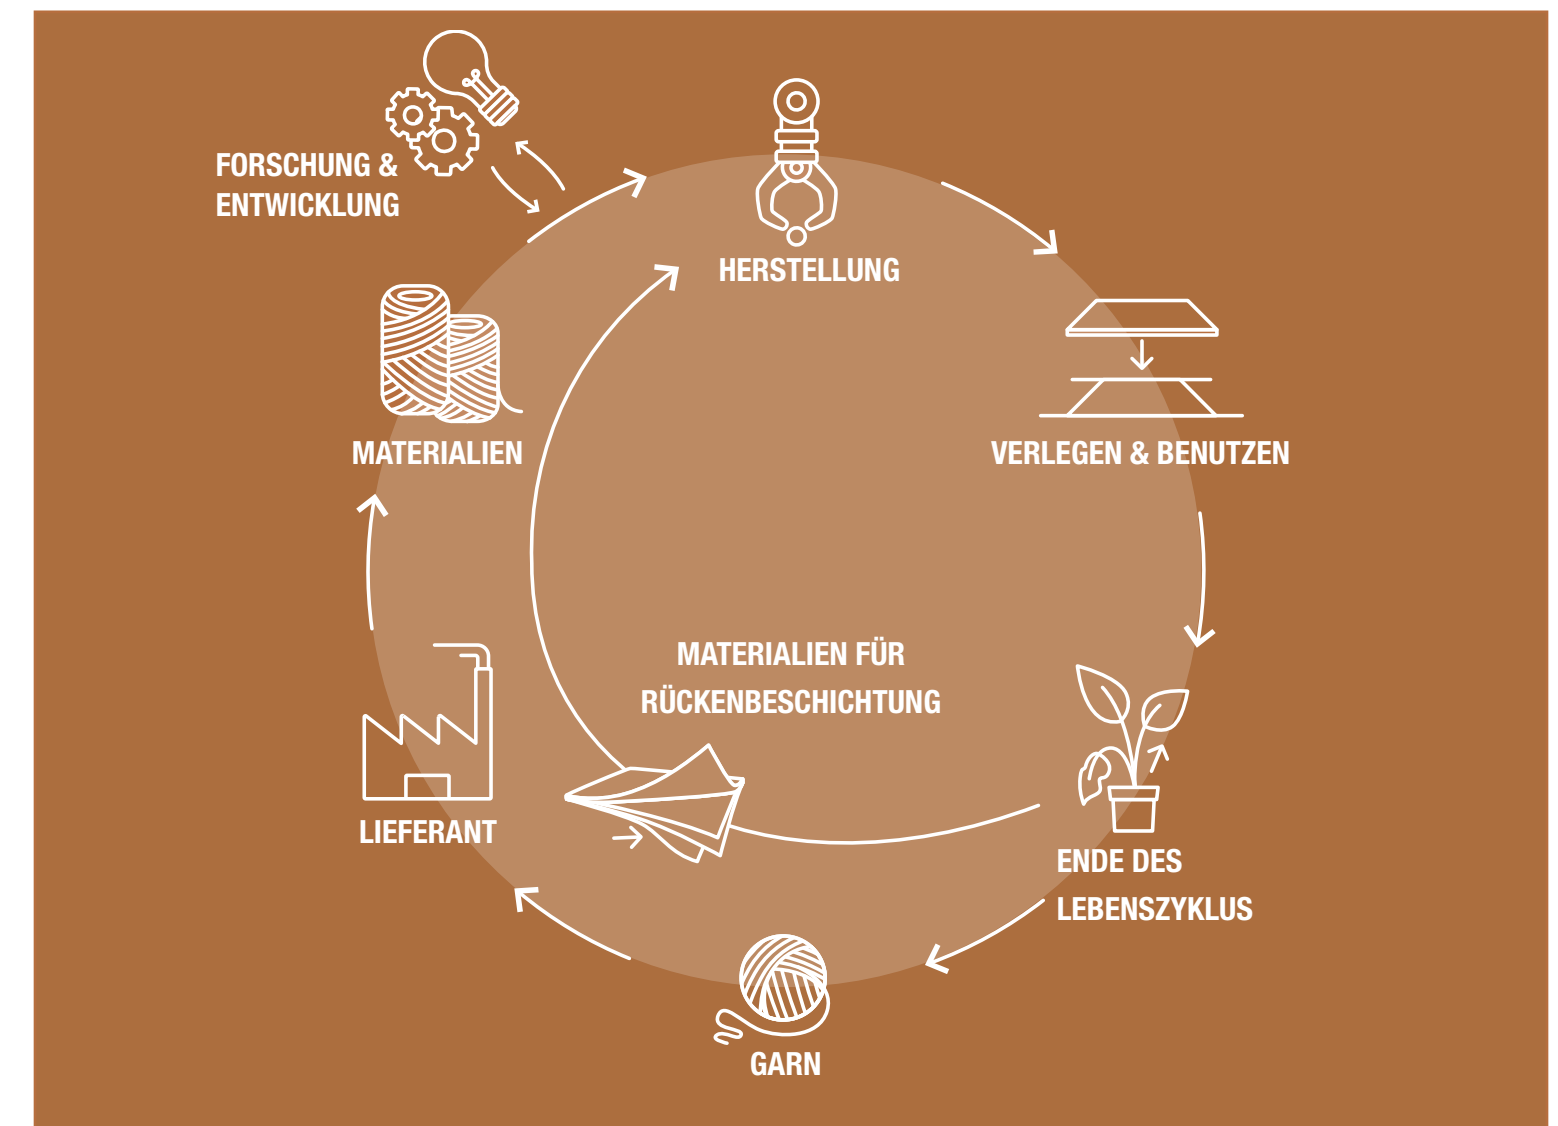 FORSCHUNG &
ENTWICKLUNG
HERSTELLUNG
MATERIALIEN
VERLEGEN & BENUTZEN
MATERIALIEN FÜR
RÜCKENBESCHICHTUNG
LIEFERANT
ENDE DES
LEBENSZYKLUS
GARN